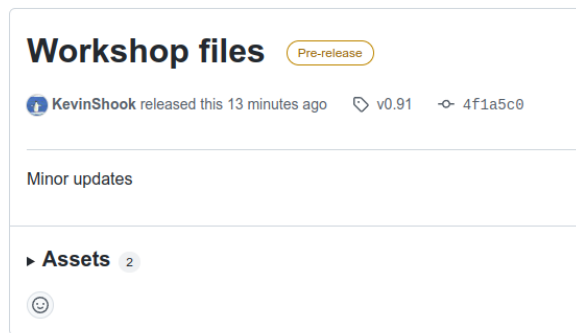 Workshop files Pre-release
KevinShook released this 13 minutes ago v0.91 4f1a5c0
Minor updates
Assets 2